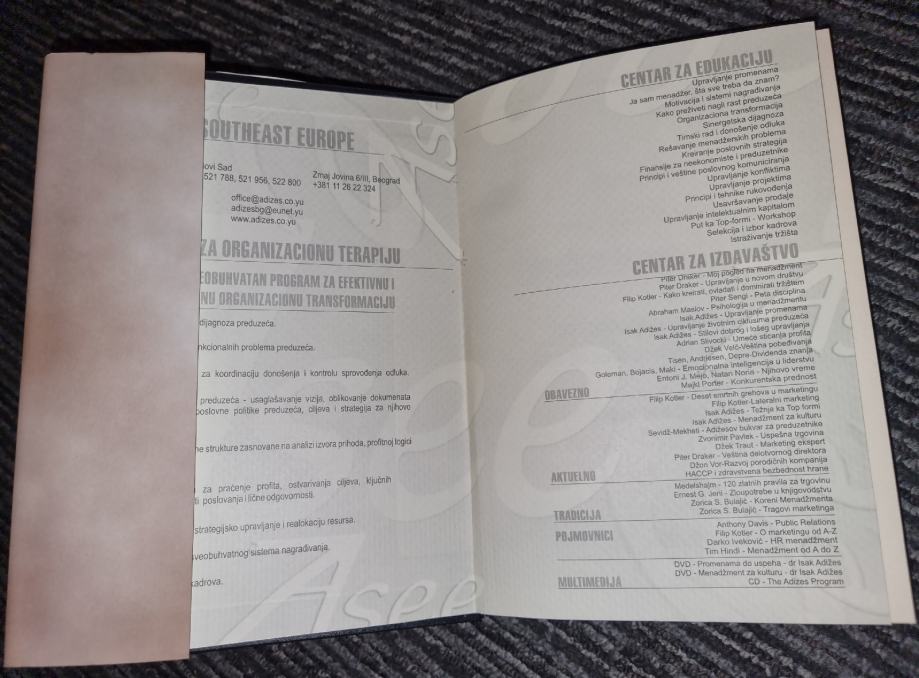 SOUTHEAST EUROPE
ovi Sad
521 788, 521 956, 522 800
Zmaj Jovina 6/III, Beograd
+381 11 26 22 324
office@adizes.co.yu
adizesbg@eunet.yu
www.adizes.co.yu
ZA ORGANIZACIONU TERAPIJU
EOBUHVATAN PROGRAM ZA EFEKTIVNU I
NU ORGANIZACIONU TRANSFORMACIJU
dijagnoza preduzeća.
nkcionalnih problema preduzeća.
za koordinaciju donošenja i kontrolu sprovođenja odluka.
preduzeća - usaglašavanje vizija, oblikovanje dokumenata
poslovne politike preduzeća, ciljeva i strategija za njihovo
ne strukture zasnovane na analizi izvora prihoda, profitnoj logici
za praćenje profita, ostvarivanja ciljeva, ključnih
ti poslovanja i lične odgovornosti.
strategijsko upravljanje i realokaciju resursa.
veobuhvatnog sistema nagrađivanja.
kadrova.
Asee
CENTAR ZA EDUKACIJU
Upravljanje promenama
Ja sam menadžer, šta sve treba da znam?
Motivacija i sistemi nagrađivanja
Kako preživeti nagli rast preduzeća
Organizaciona transformacija
Sinergetska dijagnoza
Timski rad i donošenje odluka
Rešavanje menadžerskih problema
Kreiranje poslovnih strategija
Finansije za neekonomiste i preduzetnike
Principi i veštine poslovnog komuniciranja
Upravljanje konfliktima
Upravljanje projektima
Principi i tehnike rukovođenja
Usavršavanje prodaje
Upravljanje intelektualnim kapitalom
Put ka Top-formi - Workshop
Selekcija i izbor kadrova
Istraživanje tržišta
CENTAR ZA IZDAVAŠTVO
Piter Draker - Moj pogled na menadžment
Piter Draker - Upravljanje u novom društvu
Filip Kotler - Kako kreirati, ovladati i dominirati tržištem
Piter Sengi - Peta disciplina
Abraham Maslov - Psihologija u menadžmentu
Isak Adižes - Upravljanje promenama
Isak Adižes - Upravljanje životnim ciklusima preduzeća
Isak Adižes - Stilovi dobrog i lošeg upravljanja
Adrian Slivocki - Umeće sticanja profita
Džek Velč-Veština pobeđivanja
Tisen, Andrijesen, Depre-Dividenda znanja
Goleman, Bojacis, Maki - Emocionalna inteligencija u liderstvu
Entoni J. Mejo, Natan Noria - Njihovo vreme
Majkl Porter - Konkurentska prednost
OBAVEZNO
Filip Kotler - Deset smrtnih grehova u marketingu
Filip Kotler-Lateralni marketing
Isak Adižes - Težnja ka Top formi
Isak Adižes - Menadžment za kulturu
Sevidž-Mekhati - Adižesov bukvar za preduzetnike
Zvonimir Pavlek - Uspešna trgovina
Džek Traut - Marketing ekspert
Piter Draker - Veština delotvornog direktora
Džon Vor-Razvoj porodičnih kompanija
HACCP i zdravstvena bezbednost hrane
AKTUELNO
Medelshajm - 120 zlatnih pravila za trgovinu
Ernest G. Jeni - Zloupotrebe u knjigovodstvu
Zorica S. Bulajić - Koreni Menadžmenta
Zorica S. Bulajić - Tragovi marketinga
TRADICIJA
POJMOVNICI
Anthony Davis - Public Relations
Filip Kotler - O marketingu od A-Z
Darko Iveković - HR menadžment
Tim Hindl - Menadžment od A do Z
DVD - Promenama do uspeha - dr Isak Adižes
DVD - Menadžment za kulturu - dr Isak Adižes
MULTIMEDIJA
CD - The Adizes Program